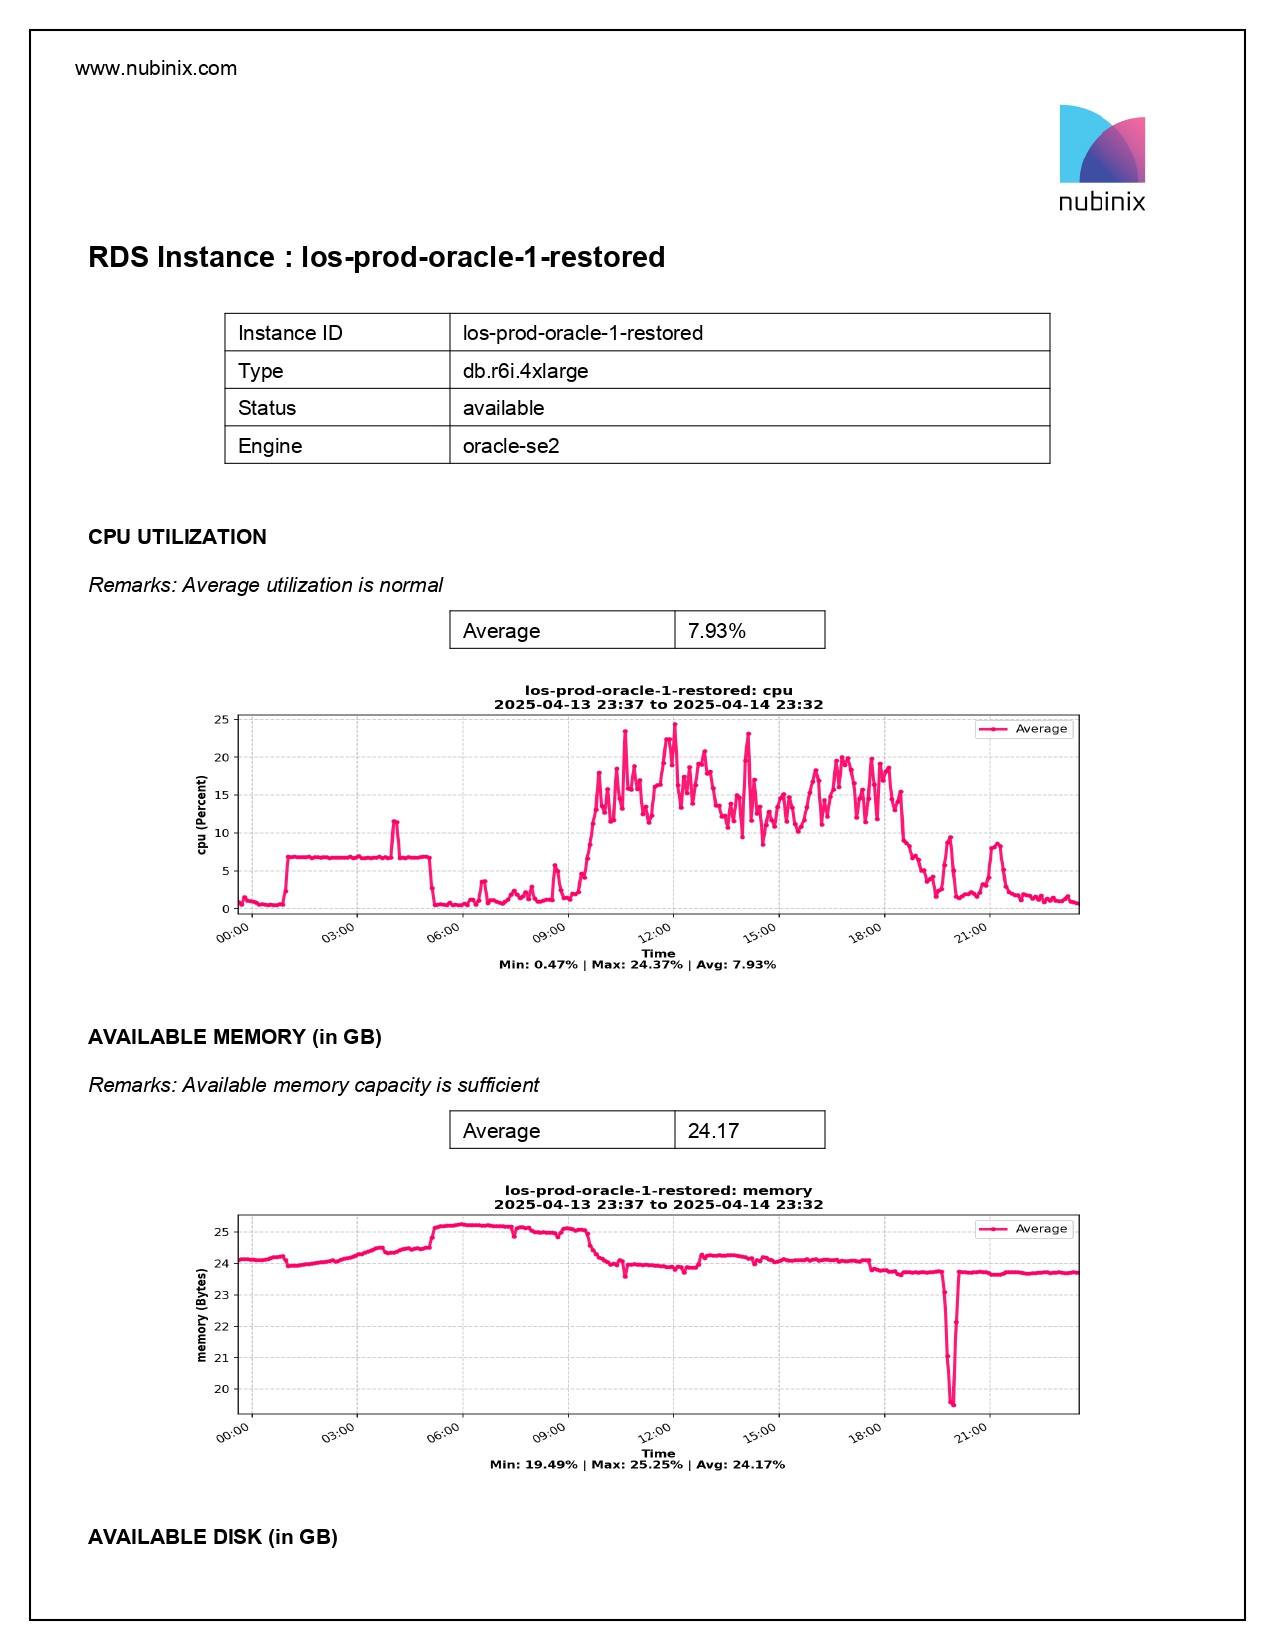 www.nubinix.com
nubinix
RDS Instance : los-prod-oracle-1-restored
Instance ID los-prod-oracle-1-restored
Type db.r6i.4xlarge
Status available
Engine oracle-se2
CPU UTILIZATION
Remarks: Average utilization is normal
Average 7.93%
los-prod-oracle-1-restored: cpu
2025-04-13 23:37 to 2025-04-14 23:32
Average
cpu (Percent)
25
20
15
10
5
0
00:00 03:00 06:00 09:00 12:00 15:00 18:00 21:00
Time
Min: 0.47% | Max: 24.37% | Avg: 7.93%
AVAILABLE MEMORY (in GB)
Remarks: Available memory capacity is sufficient
Average 24.17
los-prod-oracle-1-restored: memory
2025-04-13 23:37 to 2025-04-14 23:32
Average
memory (Bytes)
25
24
23
22
21
20
00:00 03:00 06:00 09:00 12:00 15:00 18:00 21:00
Time
Min: 19.49% | Max: 25.25% | Avg: 24.17%
AVAILABLE DISK (in GB)